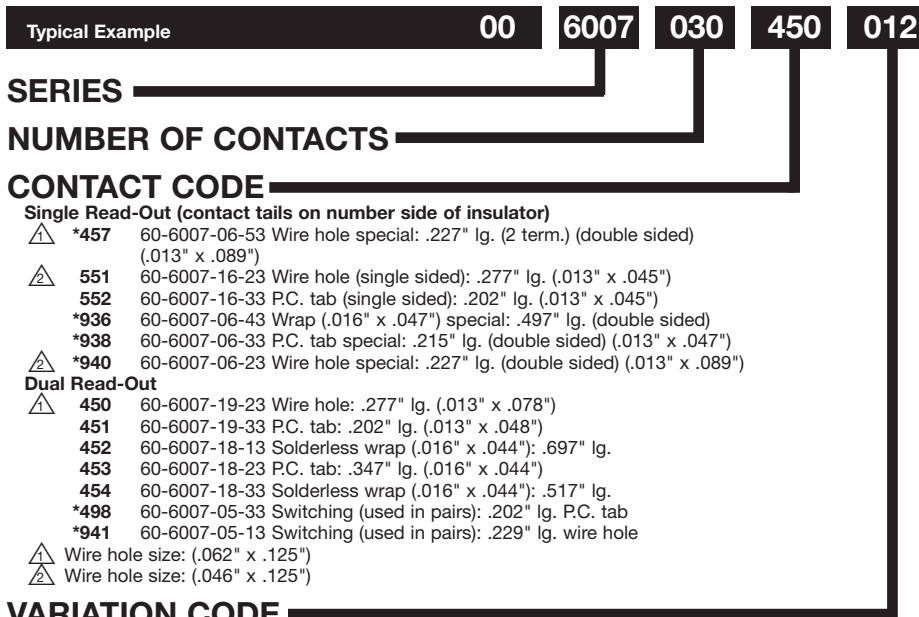 Typical Example 00 6007 030 450 012
SERIES
NUMBER OF CONTACTS
CONTACT CODE
Single Read-Out (contact tails on number side of insulator)
1 *457 60-6007-06-53 Wire hole special: .227" lg. (2 term.) (double sided)
(.013" x .089")
2 551 60-6007-16-23 Wire hole (single sided): .277" lg. (.013" x .045")
552 60-6007-16-33 P.C. tab (single sided): .202" lg. (.013" x .045")
*936 60-6007-06-43 Wrap (.016" x .047") special: .497" lg. (double sided)
*938 60-6007-06-33 P.C. tab special: .215" lg. (double sided) (.013" x .047")
2 *940 60-6007-06-23 Wire hole special: .227" lg. (double sided) (.013" x .089")
Dual Read-Out
1 450 60-6007-19-23 Wire hole: .277" lg. (.013" x .078")
451 60-6007-19-33 P.C. tab: .202" lg. (.013" x .048")
452 60-6007-18-13 Solderless wrap (.016" x .044"): .697" lg.
453 60-6007-18-23 P.C. tab: .347" lg. (.016" x .044")
454 60-6007-18-33 Solderless wrap (.016" x .044"): .517" lg.
*498 60-6007-05-33 Switching (used in pairs): .202" lg. P.C. tab
*941 60-6007-05-13 Switching (used in pairs): .229" lg. wire hole
1 Wire hole size: (.062" x .125")
2 Wire hole size: (.046" x .125")
VARIATION CODE